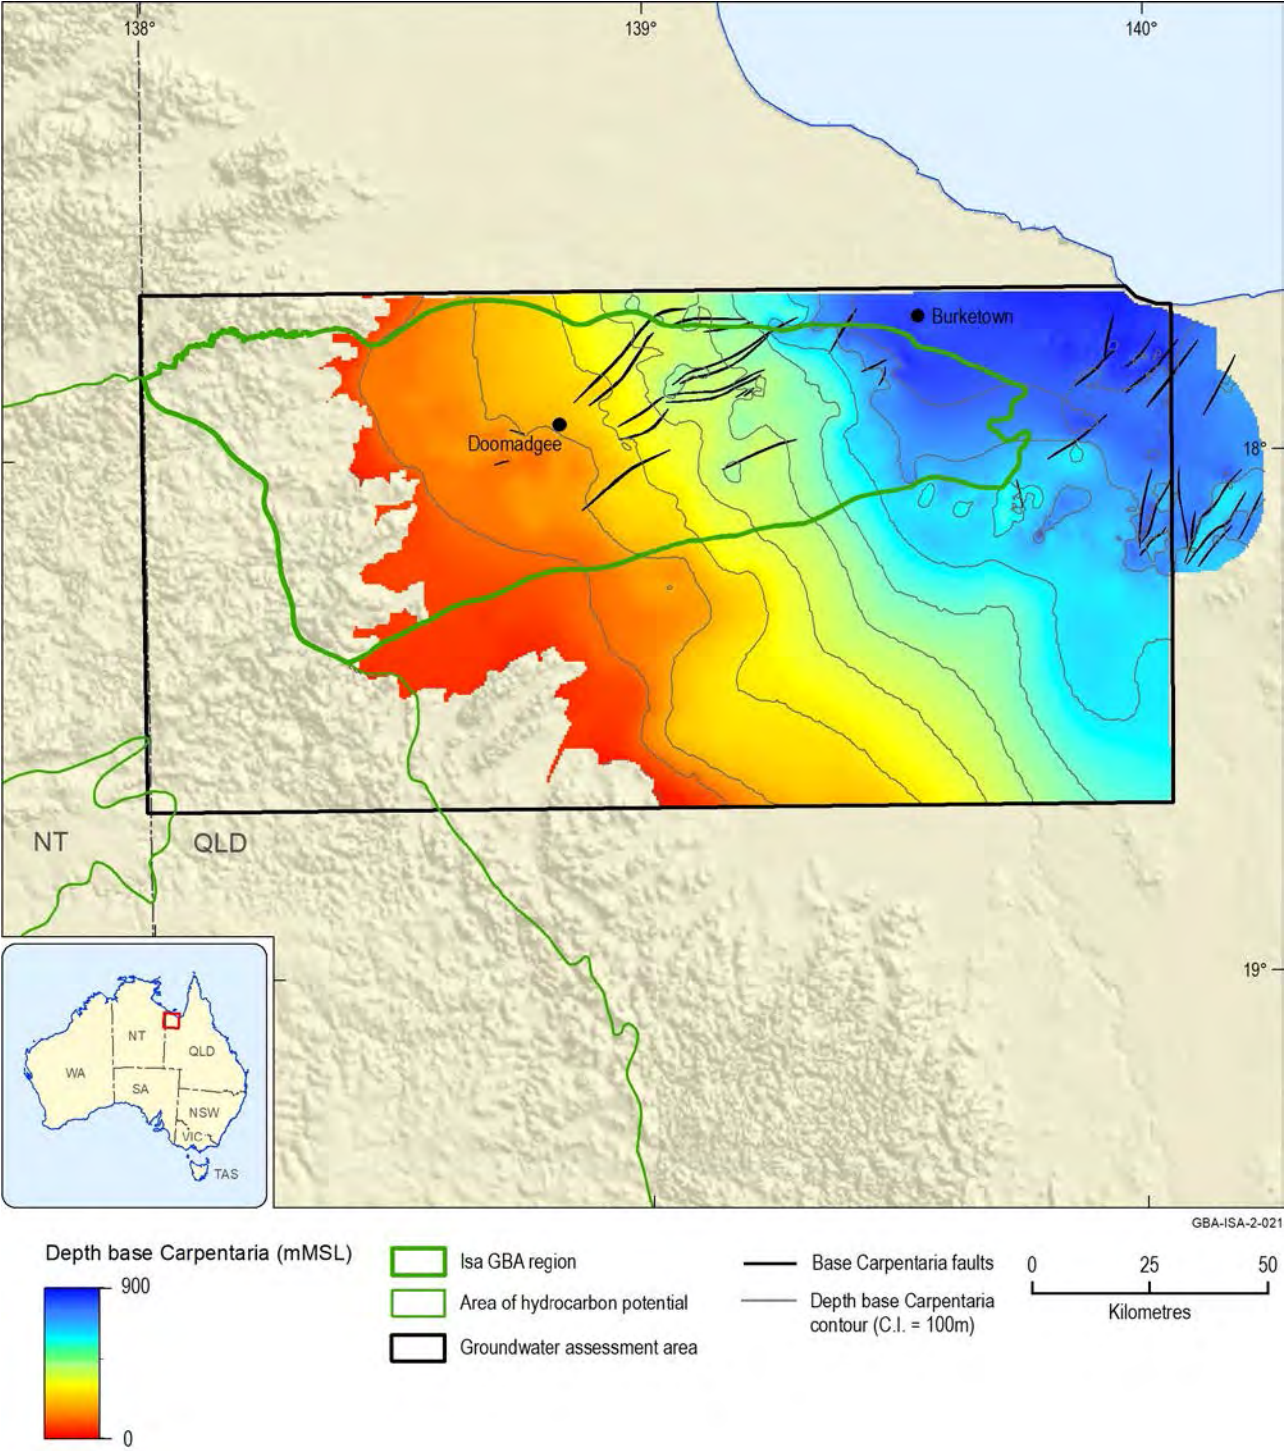 138°
139°
140°
Burketown
Doomadgee
18°
NT
QLD
19°
NT
QLD
WA
SA
NSW
VIC
TAS
GBA-ISA-2-021
Depth base Carpentaria (mMSL)
900
0
Isa GBA region
Area of hydrocarbon potential
Groundwater assessment area
Base Carpentaria faults
Depth base Carpentaria
contour (C.I. = 100m)
0 25 50
Kilometres